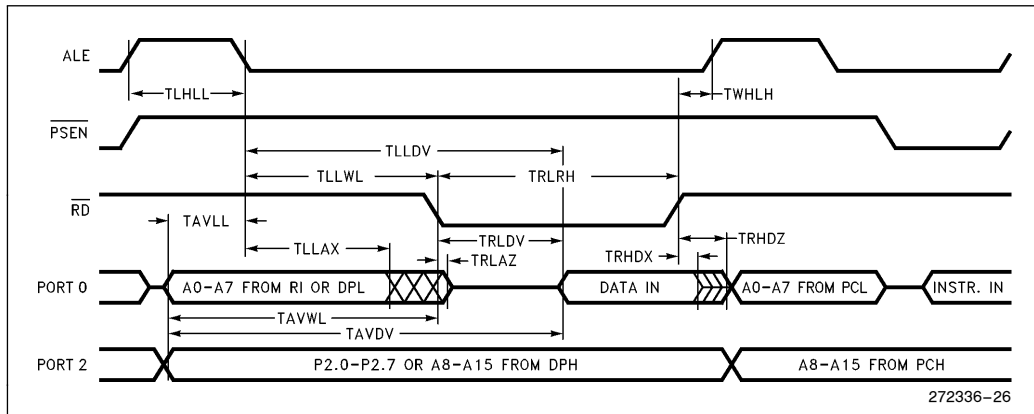 ALE
TLHLL
TWHLH
PSEN
TLLDV
TLLWL
TRLRH
RD
TAVLL
TLLAX
TRLDV
TRLAZ
TRHDX
TRHDZ
PORT 0
A0-A7 FROM RI OR DPL
DATA IN
A0-A7 FROM PCL
INSTR. IN
TAVWL
TAVDV
PORT 2
P2.0-P2.7 OR A8-A15 FROM DPH
A8-A15 FROM PCH
272336-26